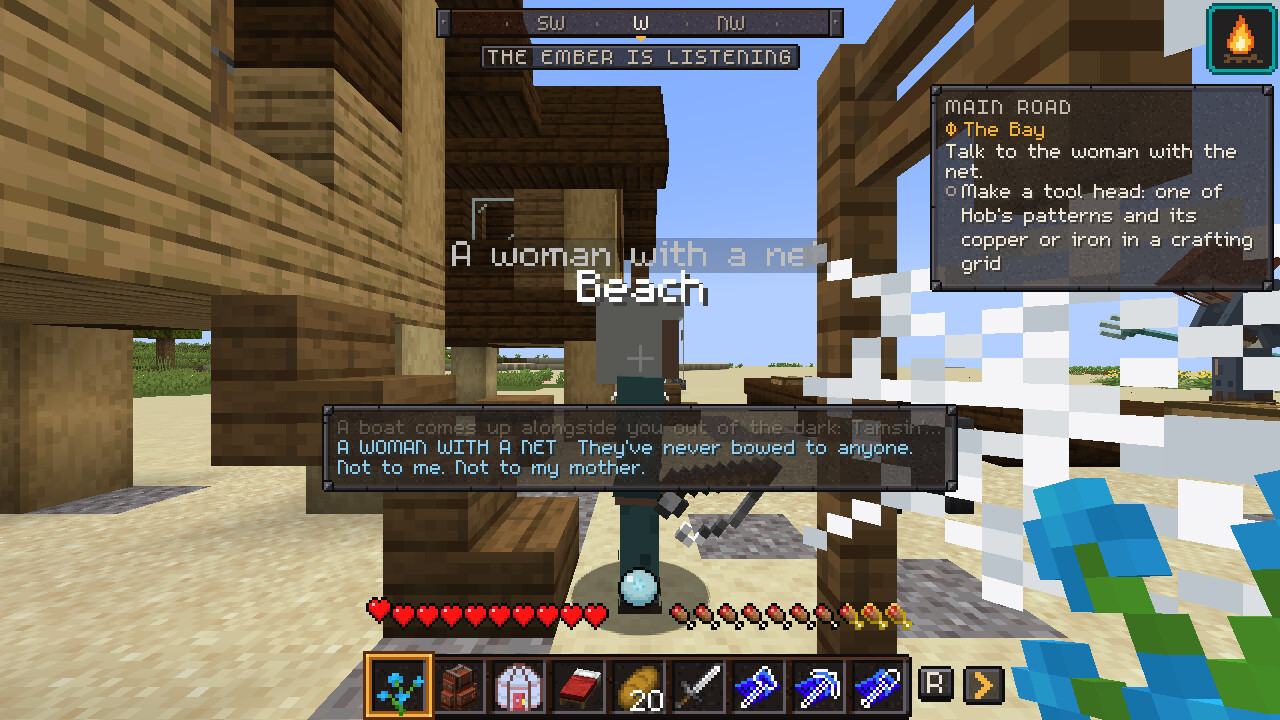 SW W NW
THE EMBER IS LISTENING
MAIN ROAD
The Bay
Talk to the woman with the
net.
Make a tool head: one of
Hob's patterns and its
copper or iron in a crafting
grid
A woman with a net
Beach
A boat comes up alongside you out of the dark: Tamsin'...
A WOMAN WITH A NET They've never bowed to anyone.
Not to me. Not to my mother.
20
R